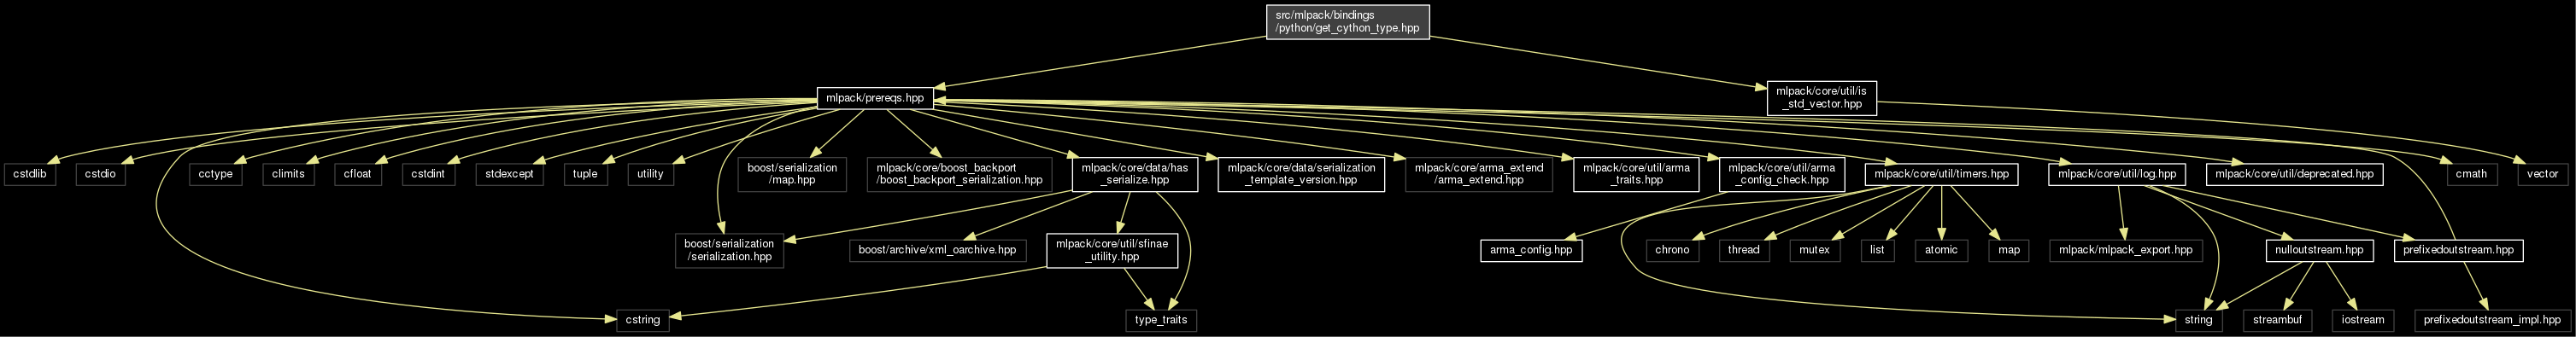 src/mlpack/bindings
/python/get_cython_type.hpp
mlpack/prereqs.hpp
mlpack/core/util/is
_std_vector.hpp
cstdlib
cstdio
cctype
climits
cfloat
cstdint
stdexcept
tuple
utility
boost/serialization
/map.hpp
mlpack/core/boost_backport
/boost_backport_serialization.hpp
mlpack/core/data/has
_serialize.hpp
mlpack/core/data/serialization
_template_version.hpp
mlpack/core/arma_extend
/arma_extend.hpp
mlpack/core/util/arma
_traits.hpp
mlpack/core/util/arma
_config_check.hpp
mlpack/core/util/timers.hpp
mlpack/core/util/log.hpp
mlpack/core/util/deprecated.hpp
cmath
vector
boost/serialization
/serialization.hpp
boost/archive/xml_oarchive.hpp
mlpack/core/util/sfinae
_utility.hpp
arma_config.hpp
chrono
thread
mutex
list
atomic
map
mlpack/mlpack_export.hpp
nulloutstream.hpp
prefixedoutstream.hpp
cstring
type_traits
string
streambuf
iostream
prefixedoutstream_impl.hpp